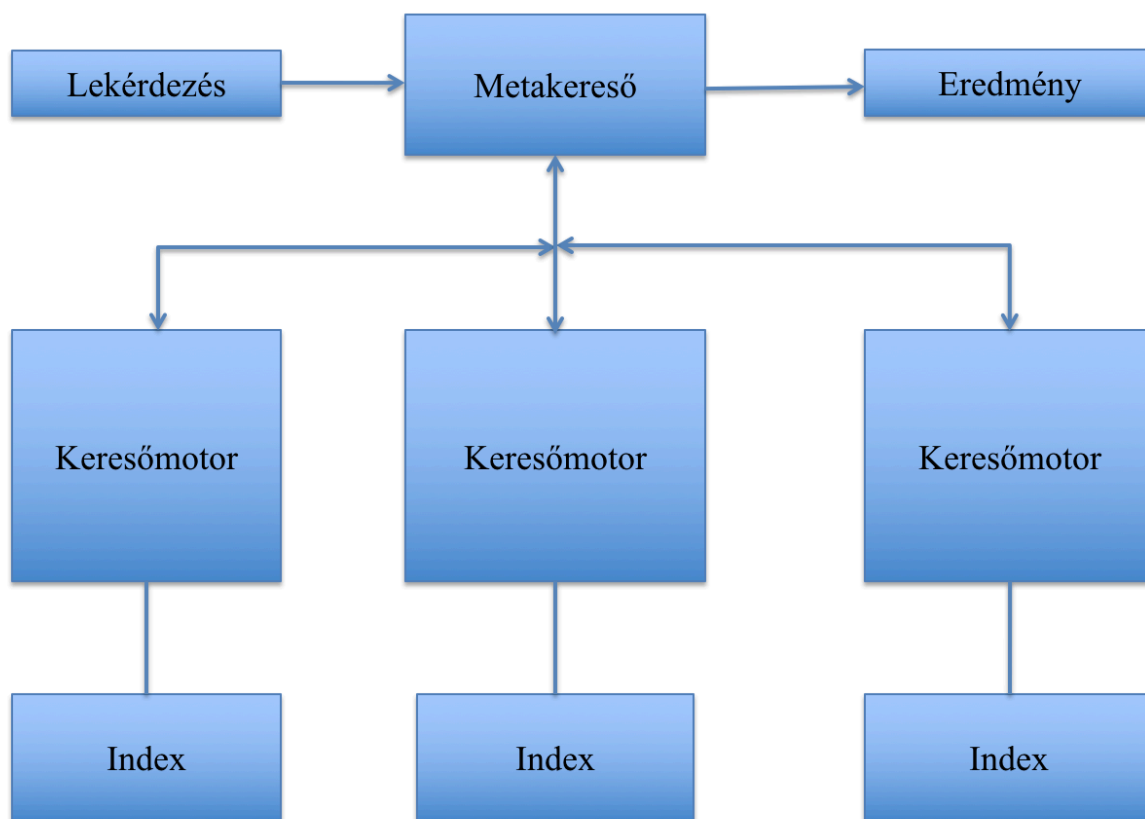 Lekérdezés
Metakereső
Eredmény
Keresőmotor
Keresőmotor
Keresőmotor
Index
Index
Index